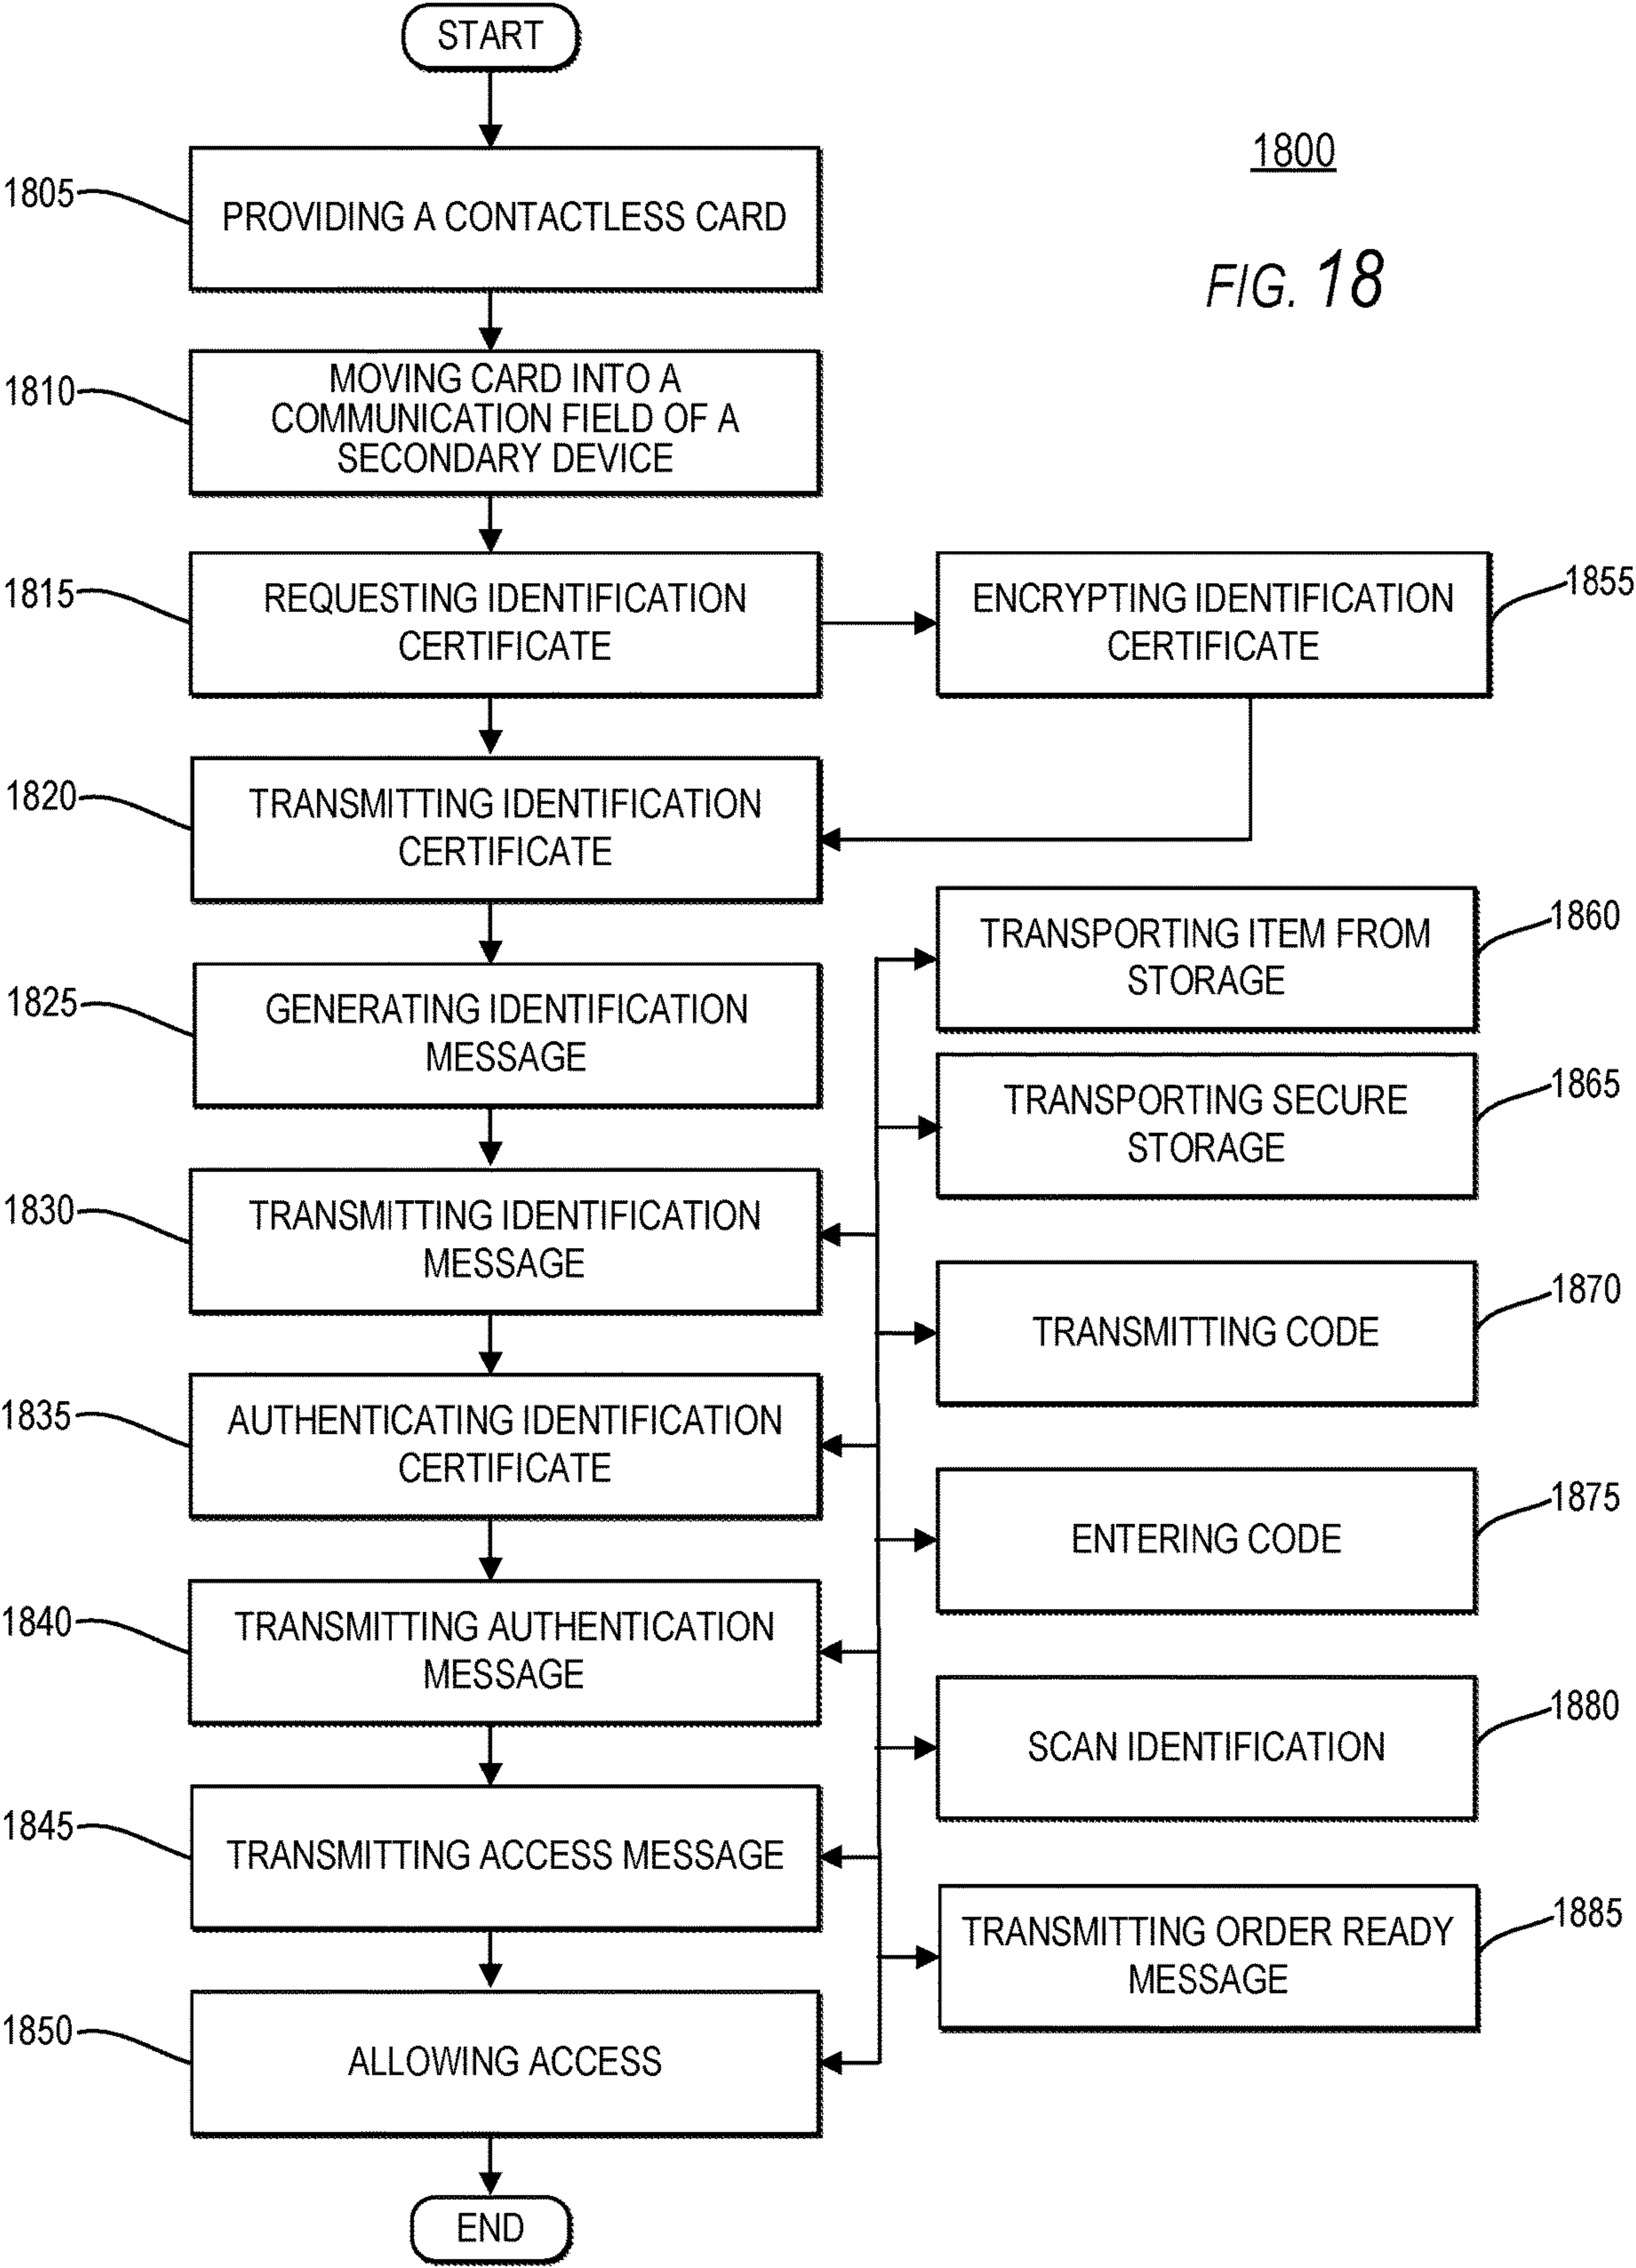 START
1800
FIG. 18
1805
PROVIDING A CONTACTLESS CARD
1810
MOVING CARD INTO A
COMMUNICATION FIELD OF A
SECONDARY DEVICE
1815
REQUESTING IDENTIFICATION
CERTIFICATE
1855
ENCRYPTING IDENTIFICATION
CERTIFICATE
1820
TRANSMITTING IDENTIFICATION
CERTIFICATE
1825
GENERATING IDENTIFICATION
MESSAGE
1830
TRANSMITTING IDENTIFICATION
MESSAGE
1835
AUTHENTICATING IDENTIFICATION
CERTIFICATE
1840
TRANSMITTING AUTHENTICATION
MESSAGE
1845
TRANSMITTING ACCESS MESSAGE
1850
ALLOWING ACCESS
END
1860
TRANSPORTING ITEM FROM
STORAGE
1865
TRANSPORTING SECURE
STORAGE
1870
TRANSMITTING CODE
1875
ENTERING CODE
1880
SCAN IDENTIFICATION
1885
TRANSMITTING ORDER READY
MESSAGE